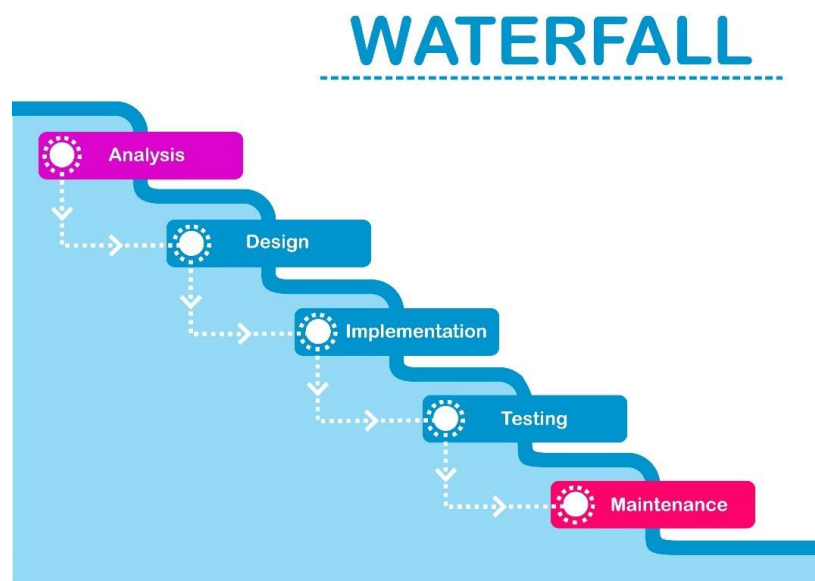 WATERFALL
Analysis
Design
Implementation
Testing
Maintenance